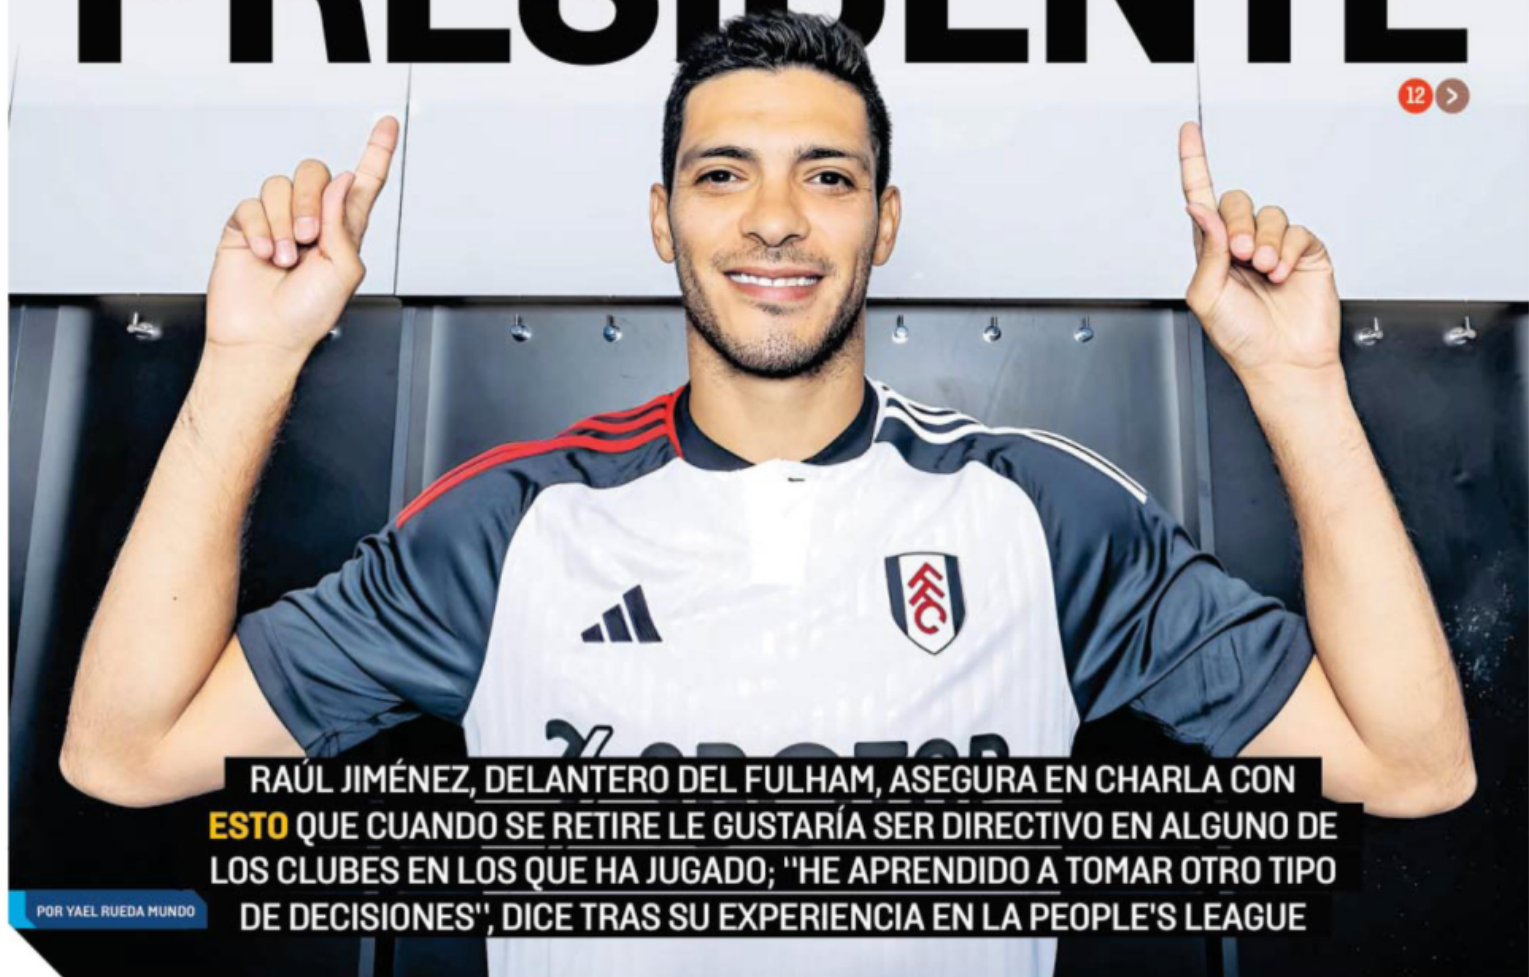 PRESIDENTE
12 >
FFC
RAÚL JIMÉNEZ, DELANTERO DEL FULHAM, ASEGURA EN CHARLA CON
ESTO QUE CUANDO SE RETIRE LE GUSTARÍA SER DIRECTIVO EN ALGUNO DE
LOS CLUBES EN LOS QUE HA JUGADO; "HE APRENDIDO A TOMAR OTRO TIPO
DE DECISIONES", DICE TRAS SU EXPERIENCIA EN LA PEOPLE'S LEAGUE
POR YAEL RUEDA MUNDO